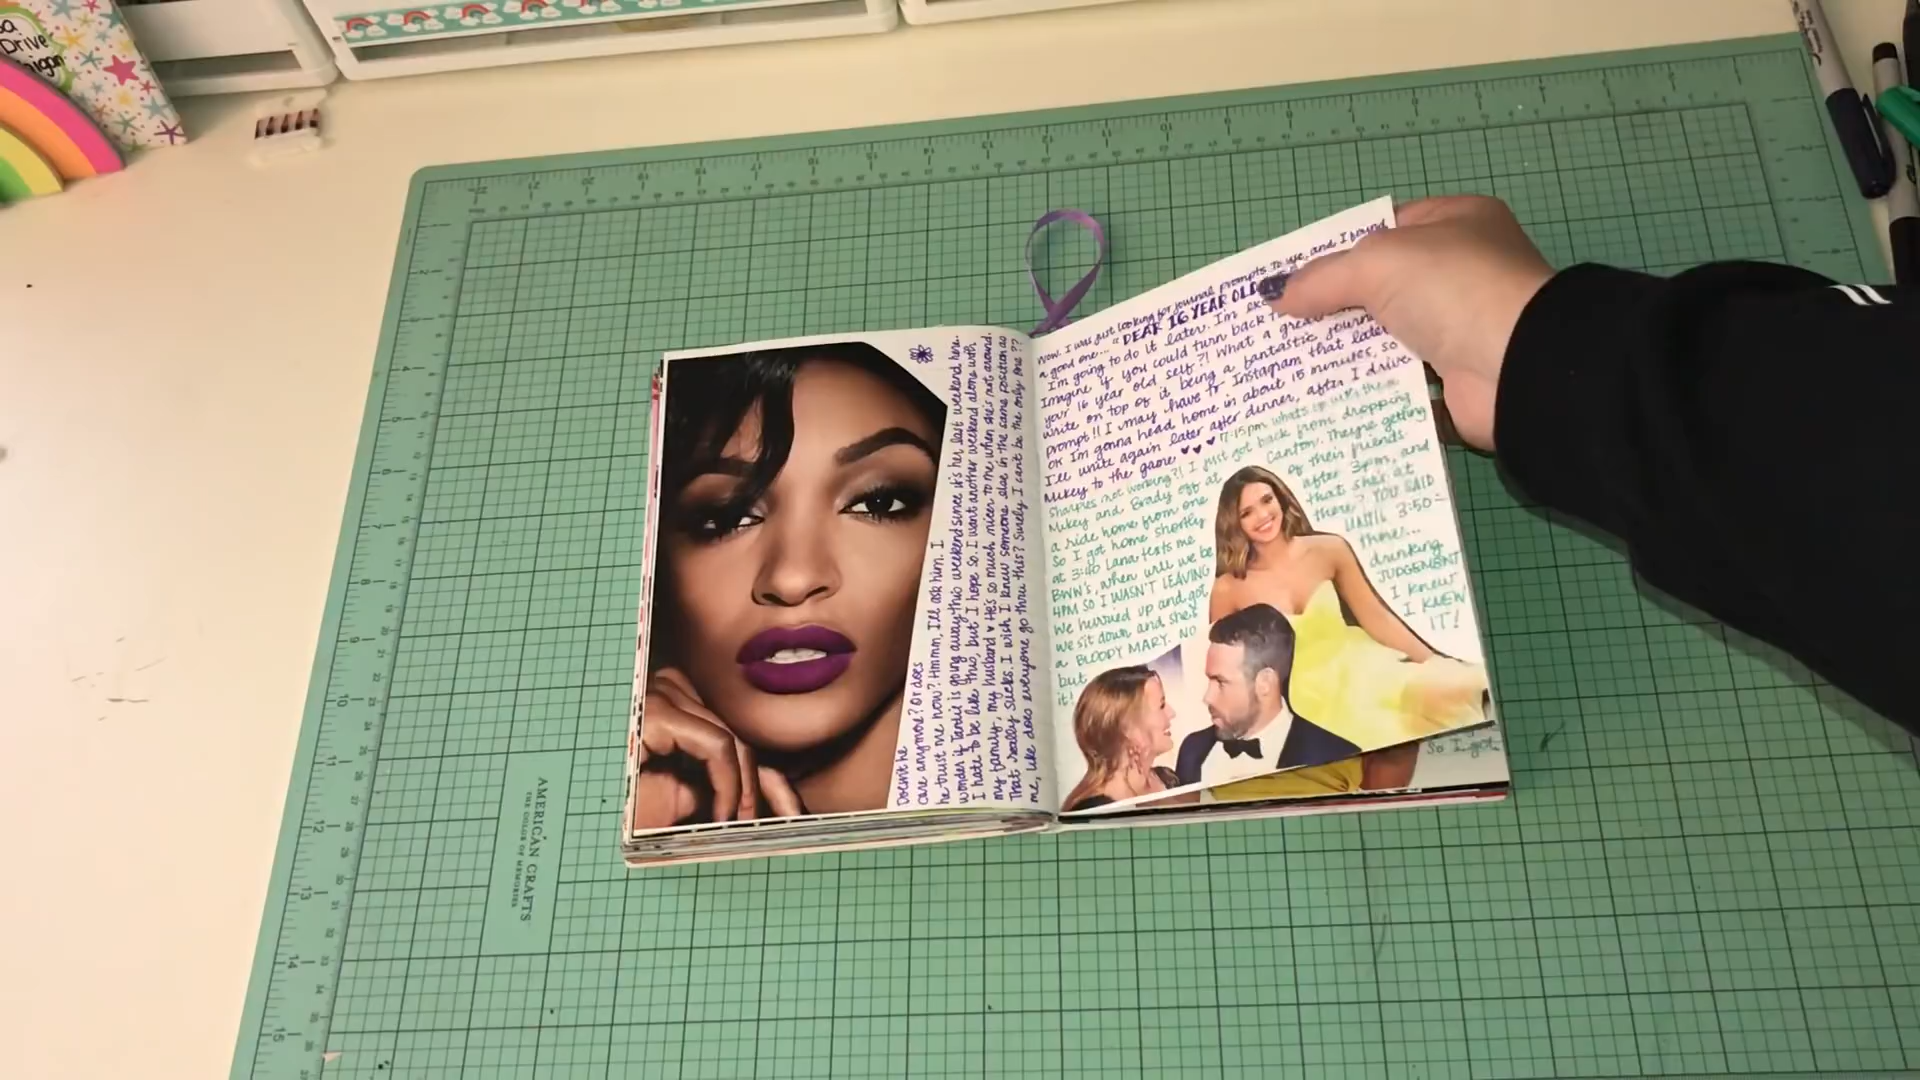 Drive
AMERICAN CRAFTS
THE COLOR OF MEMORIES
Doesn't he
care anymore? Or does
he trust me now? Hmmm, I'll ask him. I
wonder if Tardif is going away this weekend since it's her last weekend here.
I hate to be like this, but I hope so. I want another weekend alone with
my family, my husband ♥ He's so much nicer to me when she's not around.
That really sucks. I wish I knew someone else in the same position as
me, like does everyone go thru this? Surely I can't be the only one??
Wow. I was just looking for journal prompts to use, and I found
a good one... "DEAR 16 YEAR OLD
I'm going to do it later. I'm
Imagine if you could turn back
your 16 year old self?! What a great
write on top of it being a fantastic journal
prompt!! I may have to Instagram that later
OK I'm gonna head home in about 15 minutes, so
I'll write again later after dinner, after I drive
Mikey to the game ♥♥ 7:15pm whats up w/ these
Sharpies not working?! I just got back from dropping
Mikey and Brady off at Canton. They're getting
a ride home from one of their friends.
So I got home shortly after 3pm, and
at 3:40 Lana texts me that she's at
BWW's, when will we be there? YOU SAID
4PM SO I WASN'T LEAVING UNTIL 3:50-
We hurried up and got there...
we sit down and she's drinking
a BLOODY MARY. NO JUDGEMENT
but I knew
it! I KNEW
IT!
So I got